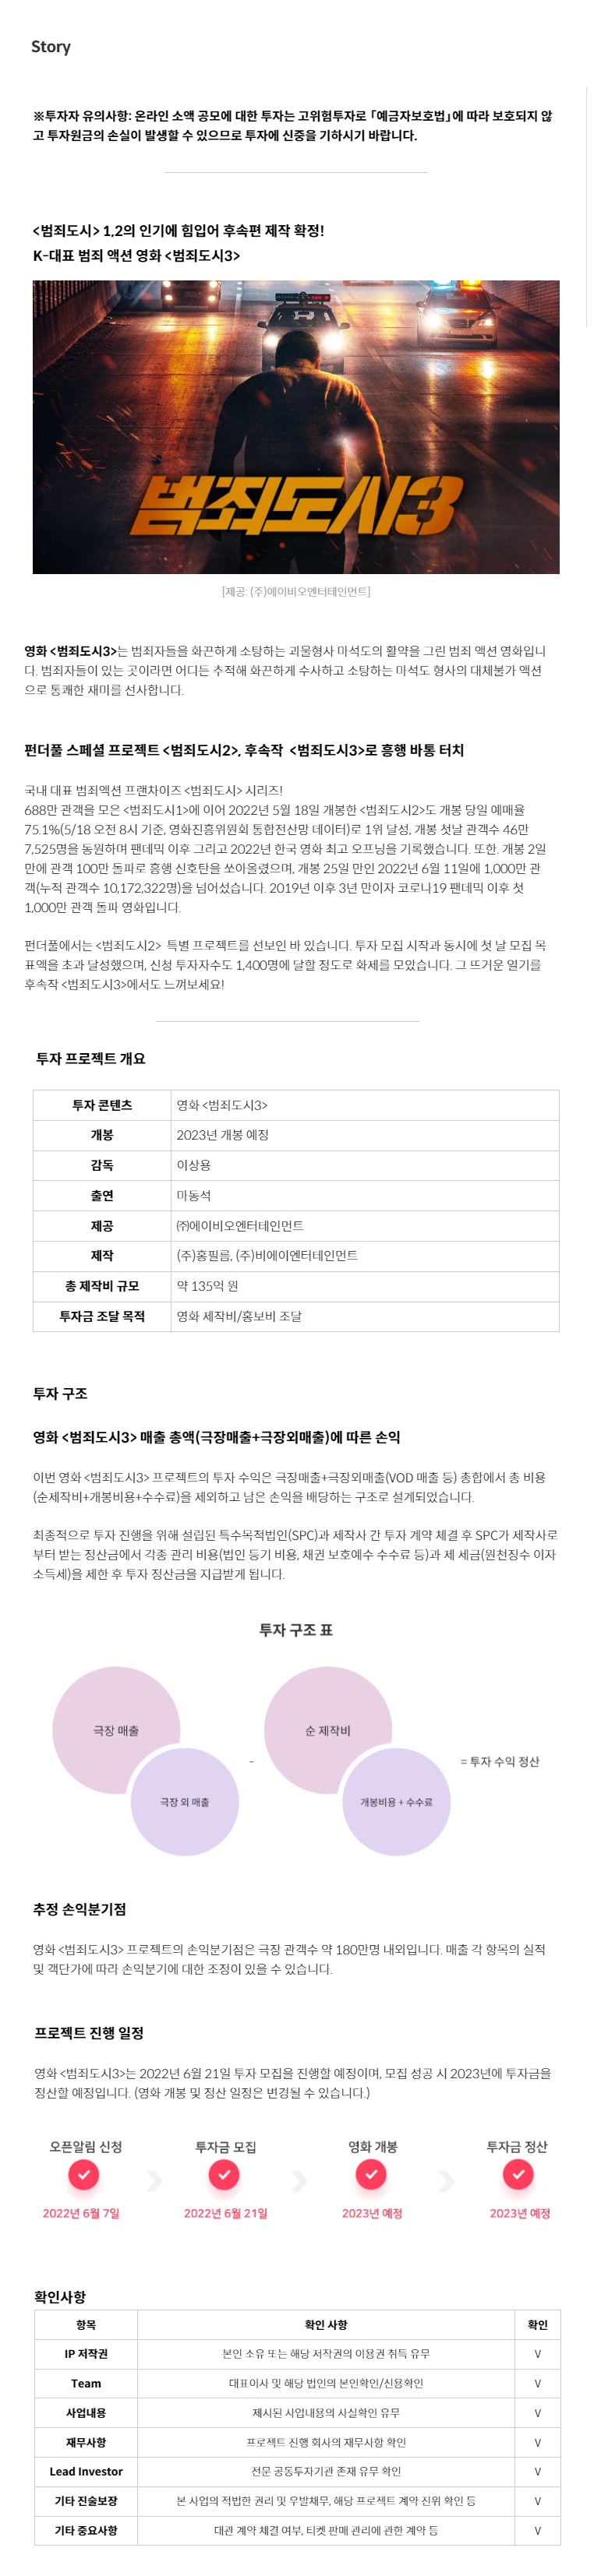 Story
※투자자 유의사항: 온라인 소액 공모에 대한 투자는 고위험투자로 「예금자보호법」에 따라 보호되지 않
고 투자원금의 손실이 발생할 수 있으므로 투자에 신중을 기하시기 바랍니다.
<범죄도시> 1,2의 인기에 힘입어 후속편 제작 확정!
K-대표 범죄 액션 영화 <범죄도시3>
범죄도시3
[제공: (주)에이비오엔터테인먼트]
영화 <범죄도시3>는 범죄자들을 화끈하게 소탕하는 괴물형사 마석도의 활약을 그린 범죄 액션 영화입니
다. 범죄자들이 있는 곳이라면 어디든 추적해 화끈하게 수사하고 소탕하는 마석도 형사의 대체불가 액션
으로 통쾌한 재미를 선사합니다.
펀더풀 스페셜 프로젝트 <범죄도시2>, 후속작 <범죄도시3>로 흥행 바통 터치
국내 대표 범죄액션 프랜차이즈 <범죄도시> 시리즈!
688만 관객을 모은 <범죄도시1>에 이어 2022년 5월 18일 개봉한 <범죄도시2>도 개봉 당일 예매율
75.1%(5/18 오전 8시 기준, 영화진흥위원회 통합전산망 데이터)로 1위 달성, 개봉 첫날 관객수 46만
7,525명을 동원하며 팬데믹 이후 그리고 2022년 한국 영화 최고 오프닝을 기록했습니다. 또한. 개봉 2일
만에 관객 100만 돌파로 흥행 신호탄을 쏘아올렸으며, 개봉 25일 만인 2022년 6월 11일에 1,000만 관
객(누적 관객수 10,172,322명)을 넘어섰습니다. 2019년 이후 3년 만이자 코로나19 팬데믹 이후 첫
1,000만 관객 돌파 영화입니다.
펀더풀에서는 <범죄도시2> 특별 프로젝트를 선보인 바 있습니다. 투자 모집 시작과 동시에 첫 날 모집 목
표액을 초과 달성했으며, 신청 투자자수도 1,400명에 달할 정도로 화제를 모았습니다. 그 뜨거운 열기를
후속작 <범죄도시3>에서도 느껴보세요!
투자 프로젝트 개요
투자 콘텐츠 영화 <범죄도시3>
개봉 2023년 개봉 예정
감독 이상용
출연 마동석
제공 ㈜에이비오엔터테인먼트
제작 (주)홍필름, (주)비에이엔터테인먼트
총 제작비 규모 약 135억 원
투자금 조달 목적 영화 제작비/홍보비 조달
투자 구조
영화 <범죄도시3> 매출 총액(극장매출+극장외매출)에 따른 손익
이번 영화 <범죄도시3> 프로젝트의 투자 수익은 극장매출+극장외매출(VOD 매출 등) 총합에서 총 비용
(순제작비+개봉비용+수수료)을 제외하고 남은 손익을 배당하는 구조로 설계되었습니다.
최종적으로 투자 진행을 위해 설립된 특수목적법인(SPC)과 제작사 간 투자 계약 체결 후 SPC가 제작사로
부터 받는 정산금에서 각종 관리 비용(법인 등기 비용, 채권 보호예수 수수료 등)과 제 세금(원천징수 이자
소득세)을 제한 후 투자 정산금을 지급받게 됩니다.
투자 구조 표
극장 매출
극장 외 매출
-
순 제작비
개봉비용 + 수수료
= 투자 수익 정산
추정 손익분기점
영화 <범죄도시3> 프로젝트의 손익분기점은 극장 관객수 약 180만명 내외입니다. 매출 각 항목의 실적
및 객단가에 따라 손익분기에 대한 조정이 있을 수 있습니다.
프로젝트 진행 일정
영화 <범죄도시3>는 2022년 6월 21일 투자 모집을 진행할 예정이며, 모집 성공 시 2023년에 투자금을
정산할 예정입니다. (영화 개봉 및 정산 일정은 변경될 수 있습니다.)
오픈알림 신청 투자금 모집 영화 개봉 투자금 정산
2022년 6월 7일 2022년 6월 21일 2023년 예정 2023년 예정
확인사항
항목 확인 사항 확인
IP 저작권 본인 소유 또는 해당 저작권의 이용권 취득 유무 V
Team 대표이사 및 해당 법인의 본인확인/신용확인 V
사업내용 제시된 사업내용의 사실확인 유무 V
재무사항 프로젝트 진행 회사의 재무사항 확인 V
Lead Investor 전문 공동투자기관 존재 유무 확인 V
기타 진술보장 본 사업의 적법한 권리 및 우발채무, 해당 프로젝트 계약 진위 확인 등 V
기타 중요사항 대관 계약 체결 여부, 티켓 판매 관리에 관한 계약 등 V